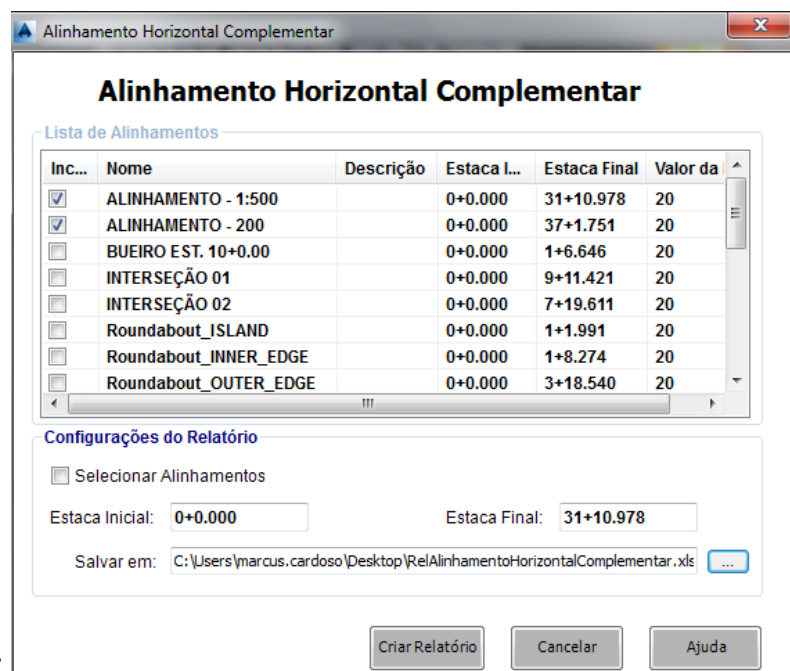 Alinhamento Horizontal Complementar
Alinhamento Horizontal Complementar
Lista de Alinhamentos
Inc... Nome Descrição Estaca I... Estaca Final Valor da
ALINHAMENTO - 1:500 0+0.000 31+10.978 20
ALINHAMENTO - 200 0+0.000 37+1.751 20
BUEIRO EST. 10+0.00 0+0.000 1+6.646 20
INTERSEÇÃO 01 0+0.000 9+11.421 20
INTERSEÇÃO 02 0+0.000 7+19.611 20
Roundabout_ISLAND 0+0.000 1+1.991 20
Roundabout_INNER_EDGE 0+0.000 1+8.274 20
Roundabout_OUTER_EDGE 0+0.000 3+18.540 20
Configurações do Relatório
Selecionar Alinhamentos
Estaca Inicial: 0+0.000 Estaca Final: 31+10.978
Salvar em: C:\Users\marcus.cardoso\Desktop\RelAlinhamentoHorizontalComplementar.xls ...
Criar Relatório Cancelar Ajuda